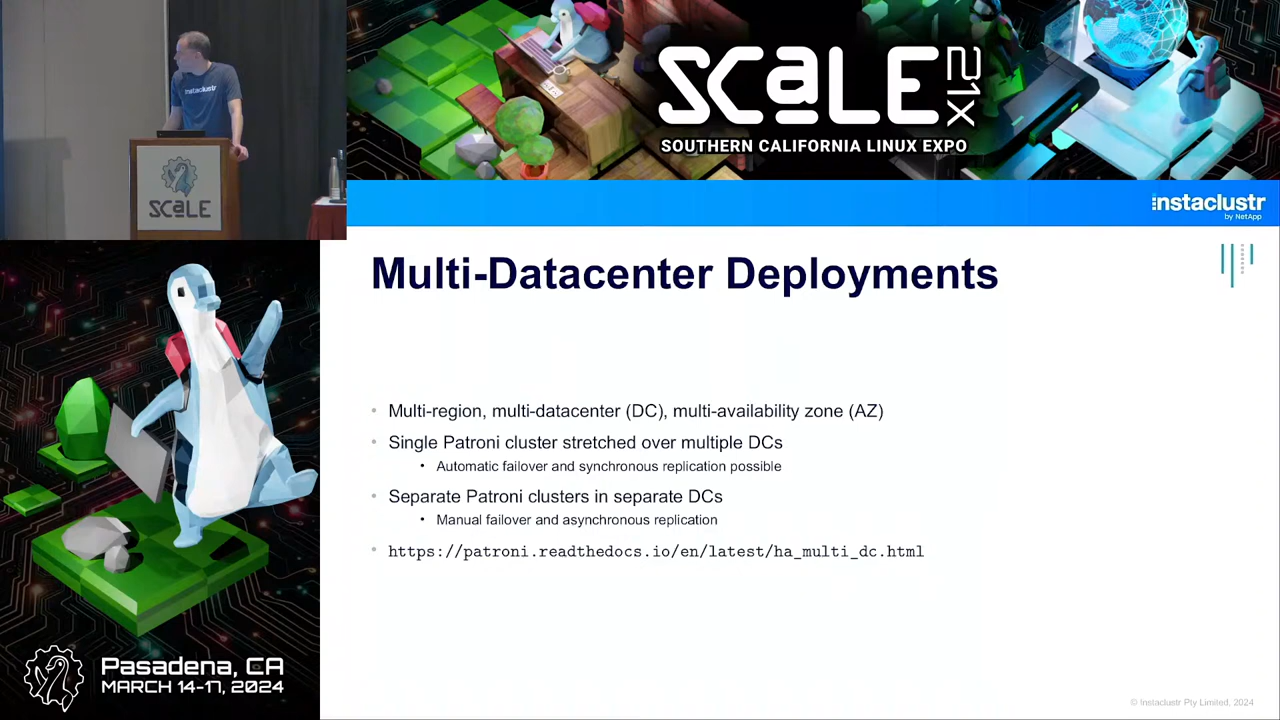 instaclustr
SCaLE
SCaLE 21x
SOUTHERN CALIFORNIA LINUX EXPO
instaclustr
by NetApp
Multi-Datacenter Deployments
• Multi-region, multi-datacenter (DC), multi-availability zone (AZ)
• Single Patroni cluster stretched over multiple DCs
• Automatic failover and synchronous replication possible
• Separate Patroni clusters in separate DCs
• Manual failover and asynchronous replication
• https://patroni.readthedocs.io/en/latest/ha_multi_dc.html
Pasadena, CA
MARCH 14-17, 2024
© Instaclustr Pty Limited, 2024